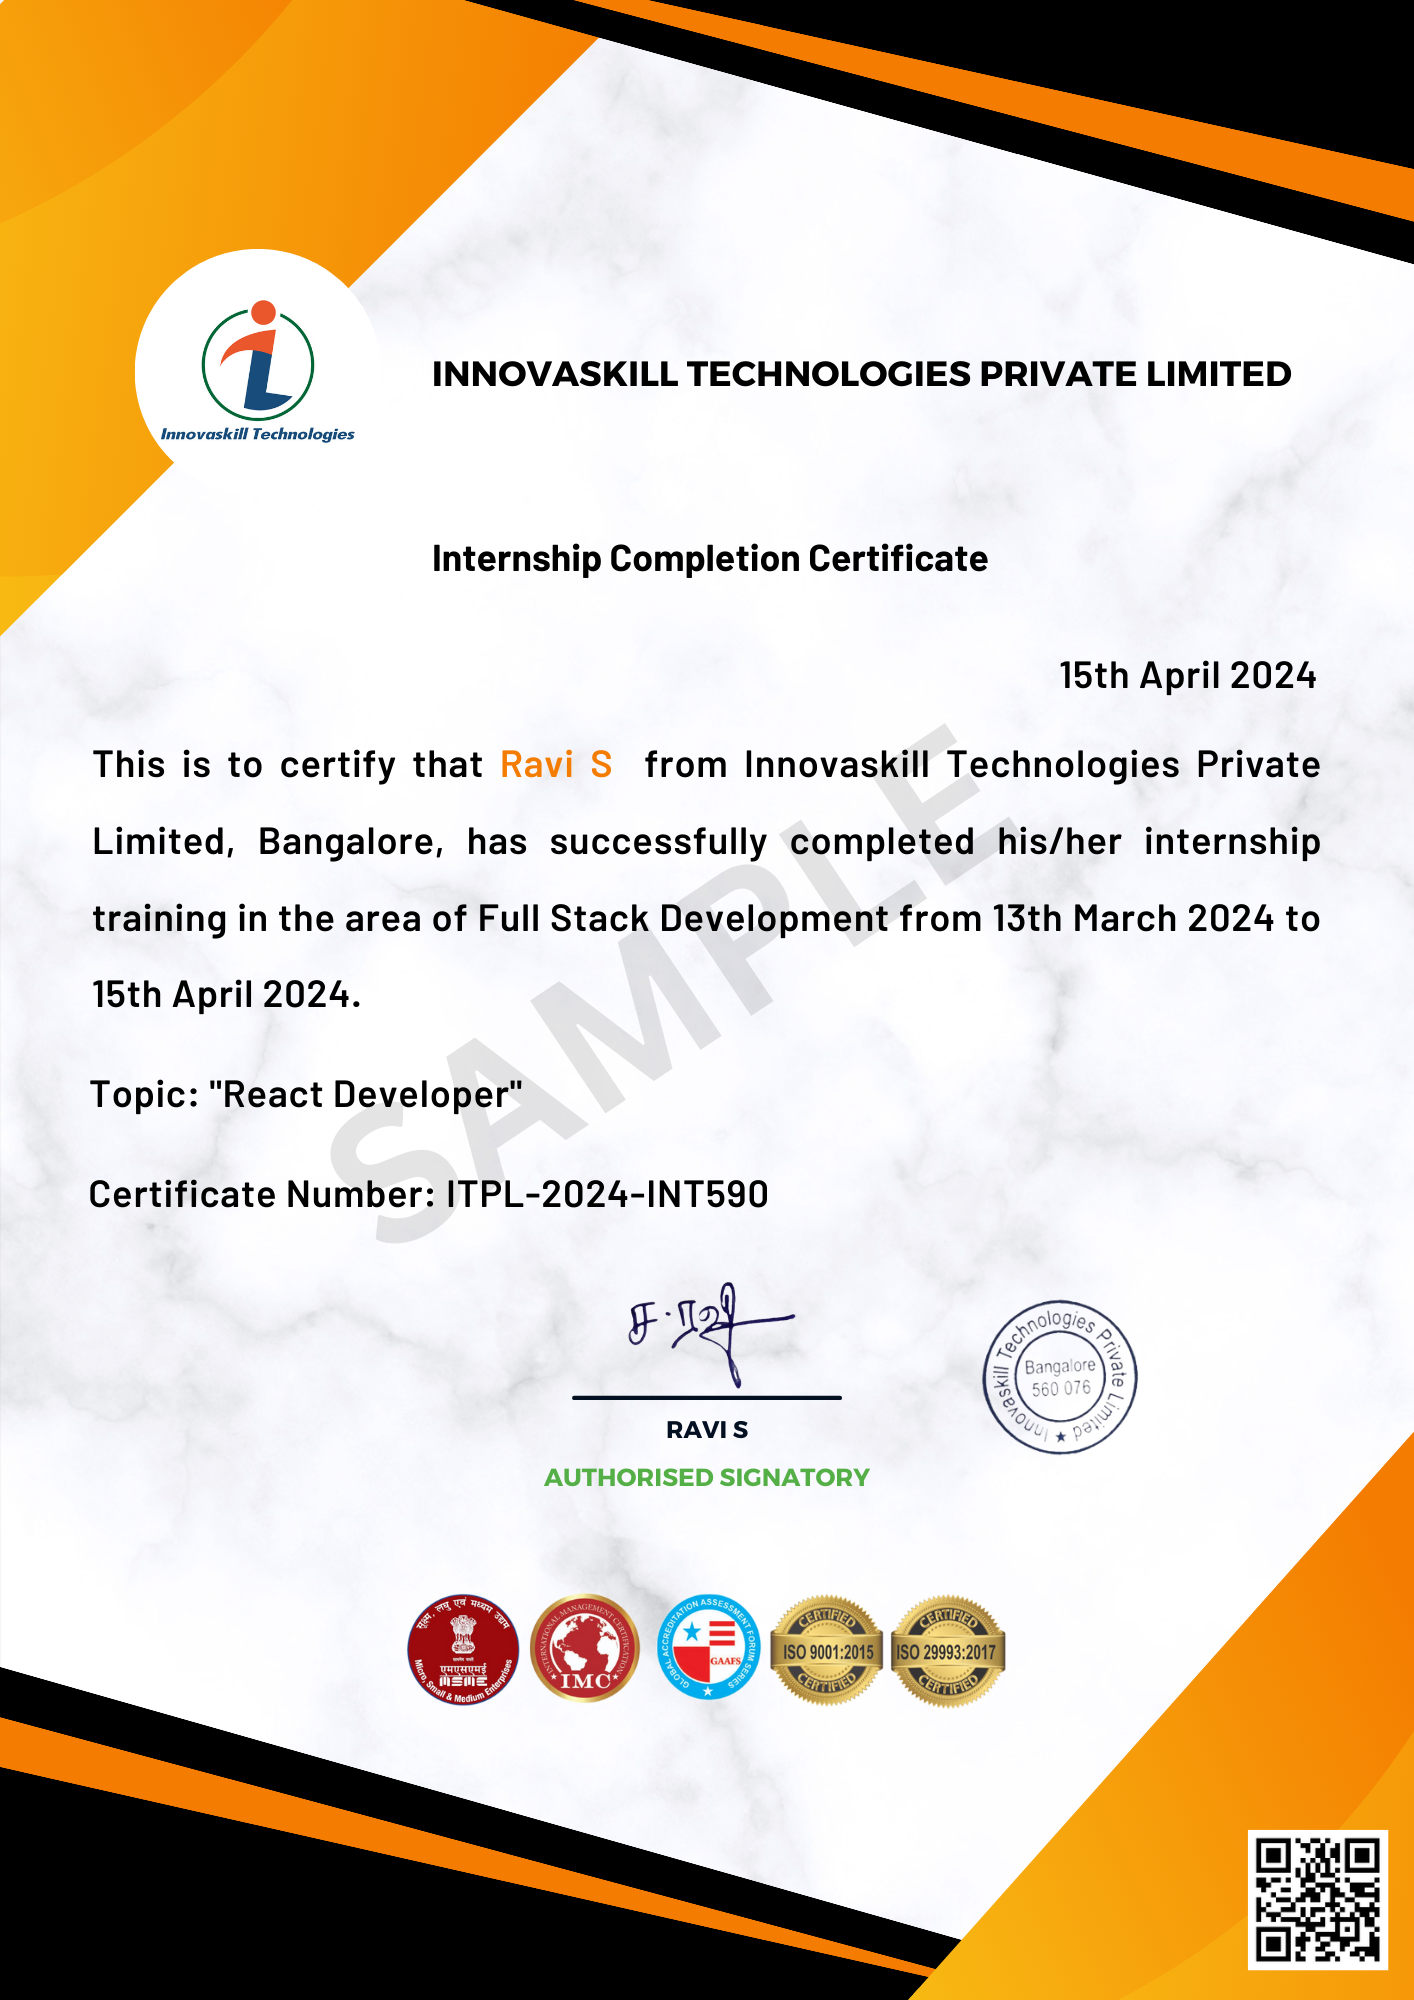 Innovaskill Technologies
INNOVASKILL TECHNOLOGIES PRIVATE LIMITED
Internship Completion Certificate
15th April 2024
This is to certify that Ravi S from Innovaskill Technologies Private
Limited, Bangalore, has successfully completed his/her internship
training in the area of Full Stack Development from 13th March 2024 to
15th April 2024.
Topic: "React Developer"
Certificate Number: ITPL-2024-INT590
SAMPLE
RAVI S
AUTHORISED SIGNATORY
Innovaskill Technologies Private Limited ★
Bangalore
560 076
सूक्ष्म, लघु एवं मध्यम उद्यम
एमएसएमई
MSME
Micro, Small & Medium Enterprises
INTERNATIONAL MANAGEMENT CERTIFICATION
IMC
GLOBAL ACCREDITATION ASSESSMENT FORUM SERIES
GAAFS
CERTIFIED
ISO 9001:2015
CERTIFIED
CERTIFIED
ISO 29993:2017
CERTIFIED